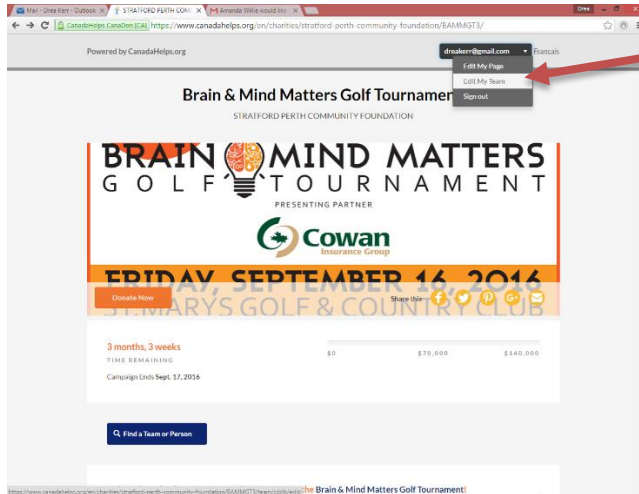 Mail - Drea Kerr - Outlook
STRATFORD PERTH COM
Amanda Wilke would like
Drea
CanadaHelps CanaDon [CA]
https://www.canadahelps.org/en/charities/stratford-perth-community-foundation/BAMMGT3/
Powered by CanadaHelps.org
dreakerr@gmail.com
Francais
Edit My Page
Edit My Team
Sign out
Brain & Mind Matters Golf Tournamen
STRATFORD PERTH COMMUNITY FOUNDATION
BRAIN MIND MATTERS
GOLF TOURNAMENT
PRESENTING PARTNER
Cowan
Insurance Group
FRIDAY, SEPTEMBER 16, 2016
ST.MARYS GOLF & COUNTRY CLUB
Donate Now
Share this
3 months, 3 weeks
TIME REMAINING
Campaign Ends Sept. 17, 2016
$0
$70,000
$140,000
Find a Team or Person
the Brain & Mind Matters Golf Tournament!